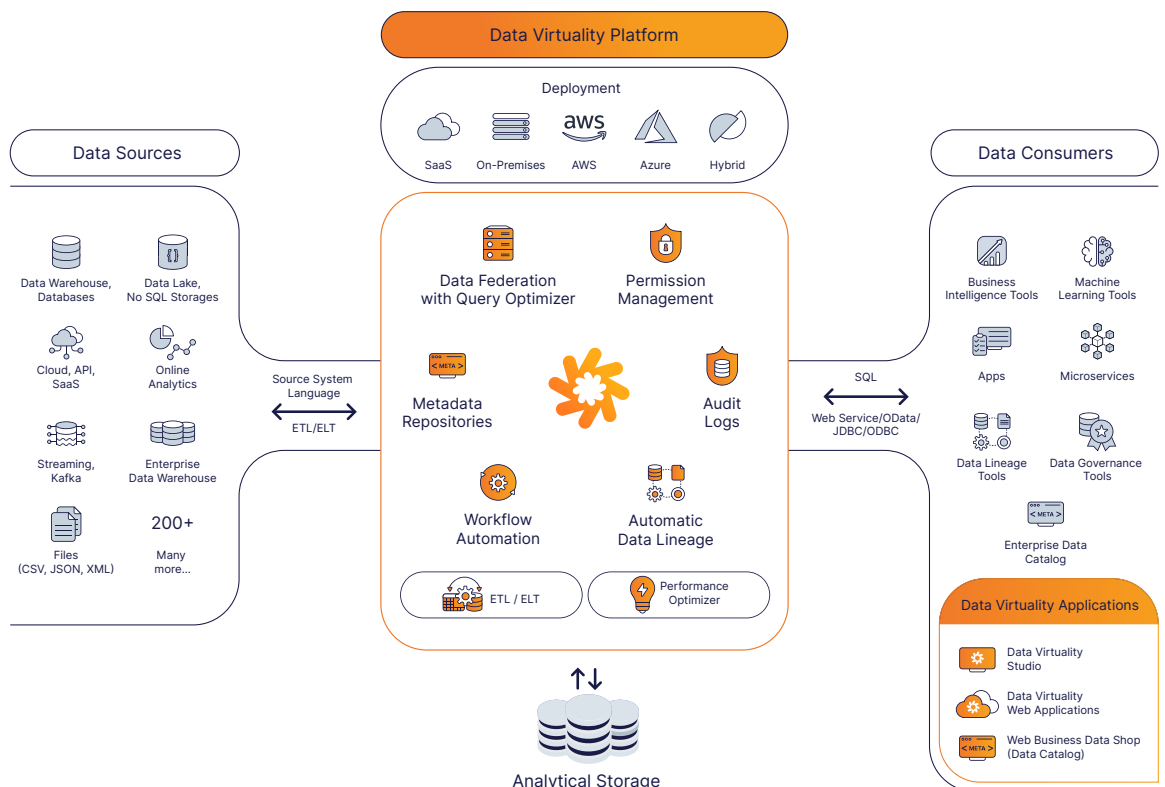 Data Virtuality Platform
Deployment
aws
SaaS
On-Premises
AWS
Azure
Hybrid
Data Sources
Data Warehouse,
Databases
Data Lake,
No SQL Storages
Cloud, API,
SaaS
Online
Analytics
Streaming,
Kafka
Enterprise
Data Warehouse
Files
(CSV, JSON, XML)
200+
Many
more...
Source System
Language
ETL/ELT
Data Federation
with Query Optimizer
Permission
Management
< META >
Metadata
Repositories
Audit
Logs
Workflow
Automation
Automatic
Data Lineage
ETL / ELT
Performance
Optimizer
Analytical Storage
SQL
Web Service/OData/
JDBC/ODBC
Data Consumers
Business
Intelligence Tools
Machine
Learning Tools
Apps
Microservices
Data Lineage
Tools
Data Governance
Tools
< META >
Enterprise Data
Catalog
Data Virtuality Applications
Data Virtuality
Studio
Data Virtuality
Web Applications
< META >
Web Business Data Shop
(Data Catalog)